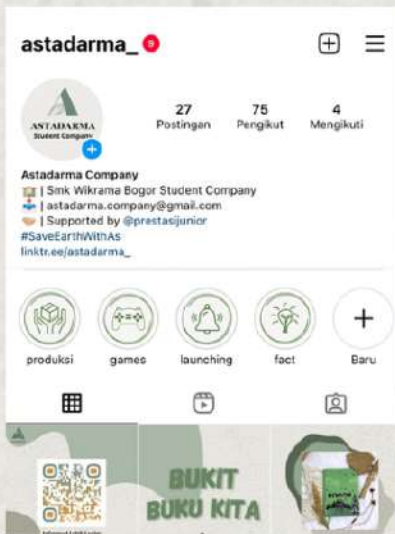 astadarma_ 9
ASTADARMA
Student Company
27 75 4
Postingan Pengikut Mengikuti
Astadarma Company
| Smk Wikrama Bogor Student Company
| astadarma.company@gmail.com
| Supported by @prestasijunior
#SaveEarthWithAs
linktr.ee/astadarma_
produksi games launching fact Baru
BUKIT
BUKU KITA